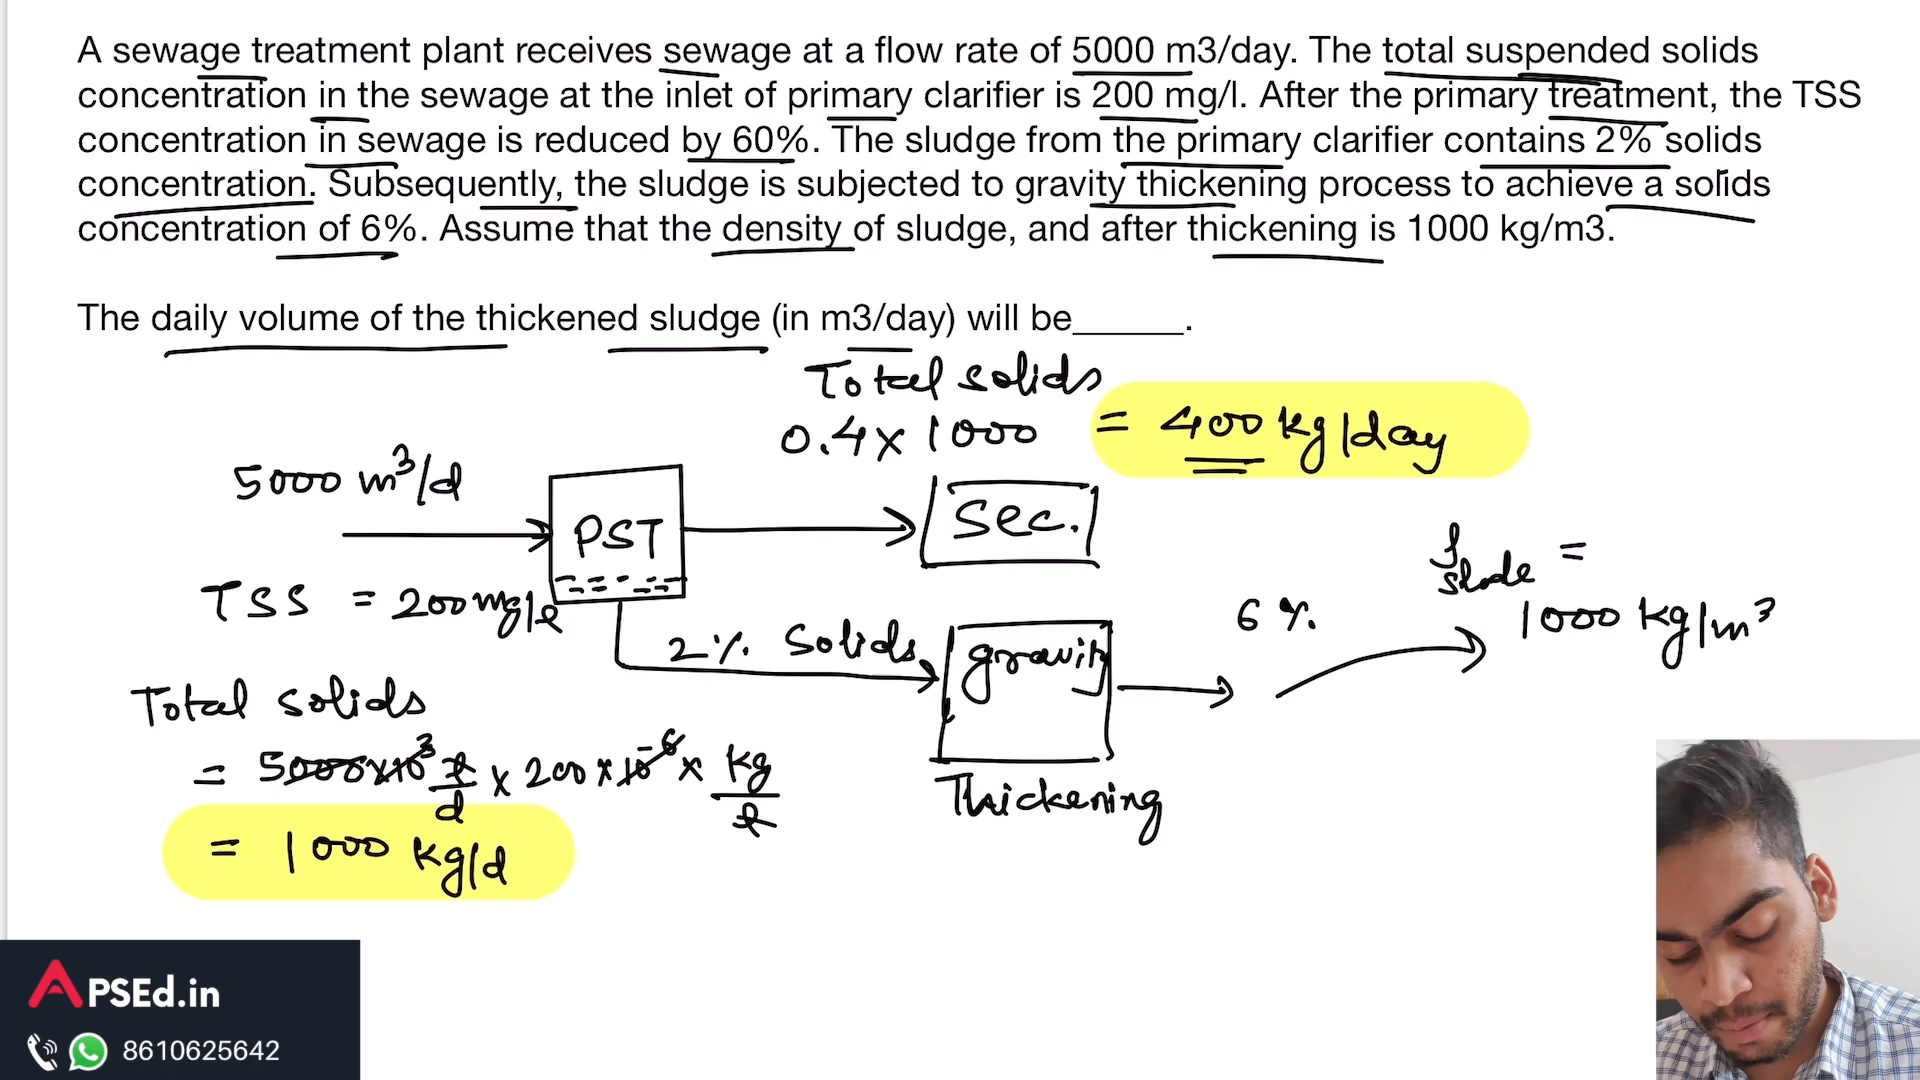 A sewage treatment plant receives sewage at a flow rate of 5000 m3/day. The total suspended solids
concentration in the sewage at the inlet of primary clarifier is 200 mg/l. After the primary treatment, the TSS
concentration in sewage is reduced by 60%. The sludge from the primary clarifier contains 2% solids
concentration. Subsequently, the sludge is subjected to gravity thickening process to achieve a solids
concentration of 6%. Assume that the density of sludge, and after thickening is 1000 kg/m3.
The daily volume of the thickened sludge (in m3/day) will be______.
Total solids
0.4 x 1000 = 400 kg/day
5000 m³/d
PST
Sec.
TSS = 200 mg/l
2% Solids
gravity
Thickening
6%
ρ slude =
1000 kg/m³
Total solids
= 5000x10³ l/d x 200 x 10⁻⁶ x kg/l
= 1000 kg/d
APSEd.in
8610625642